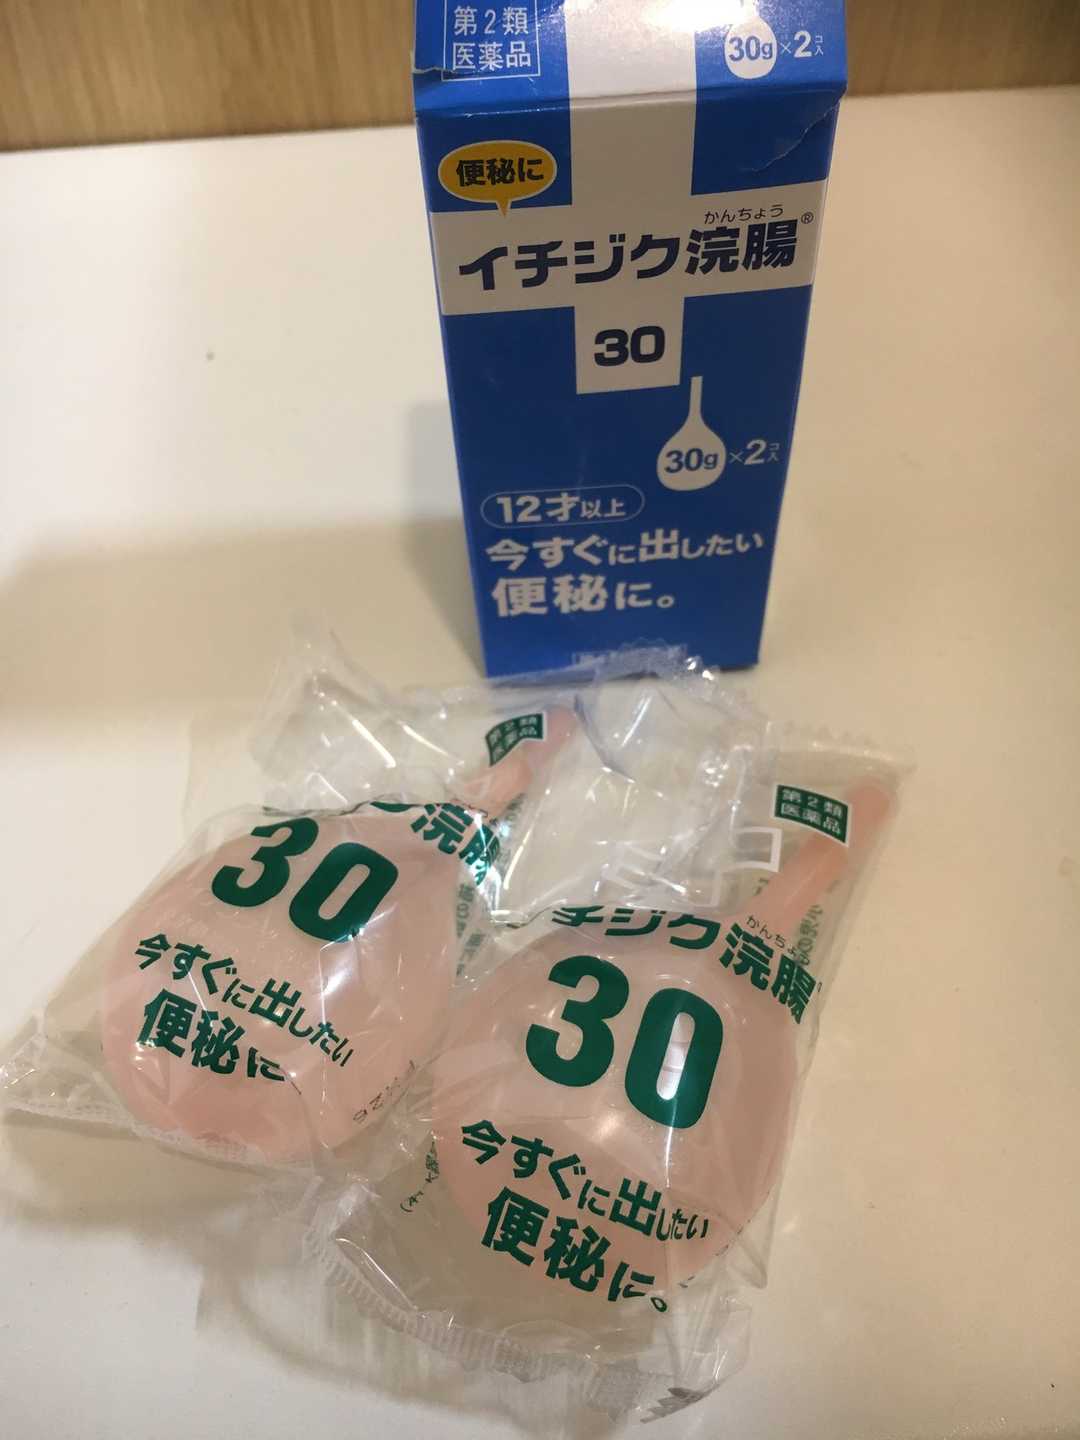 第2類
医薬品
30g×2コ入
便秘に
かんちょう
イチジク浣腸®
30
30g×2コ入
12才以上
今すぐに出したい
便秘に。
第2類
医薬品
浣腸
30
今すぐに出したい
便秘に
第2類
医薬品
かんちょ
チジク浣腸
30
今すぐに出したい
便秘に。